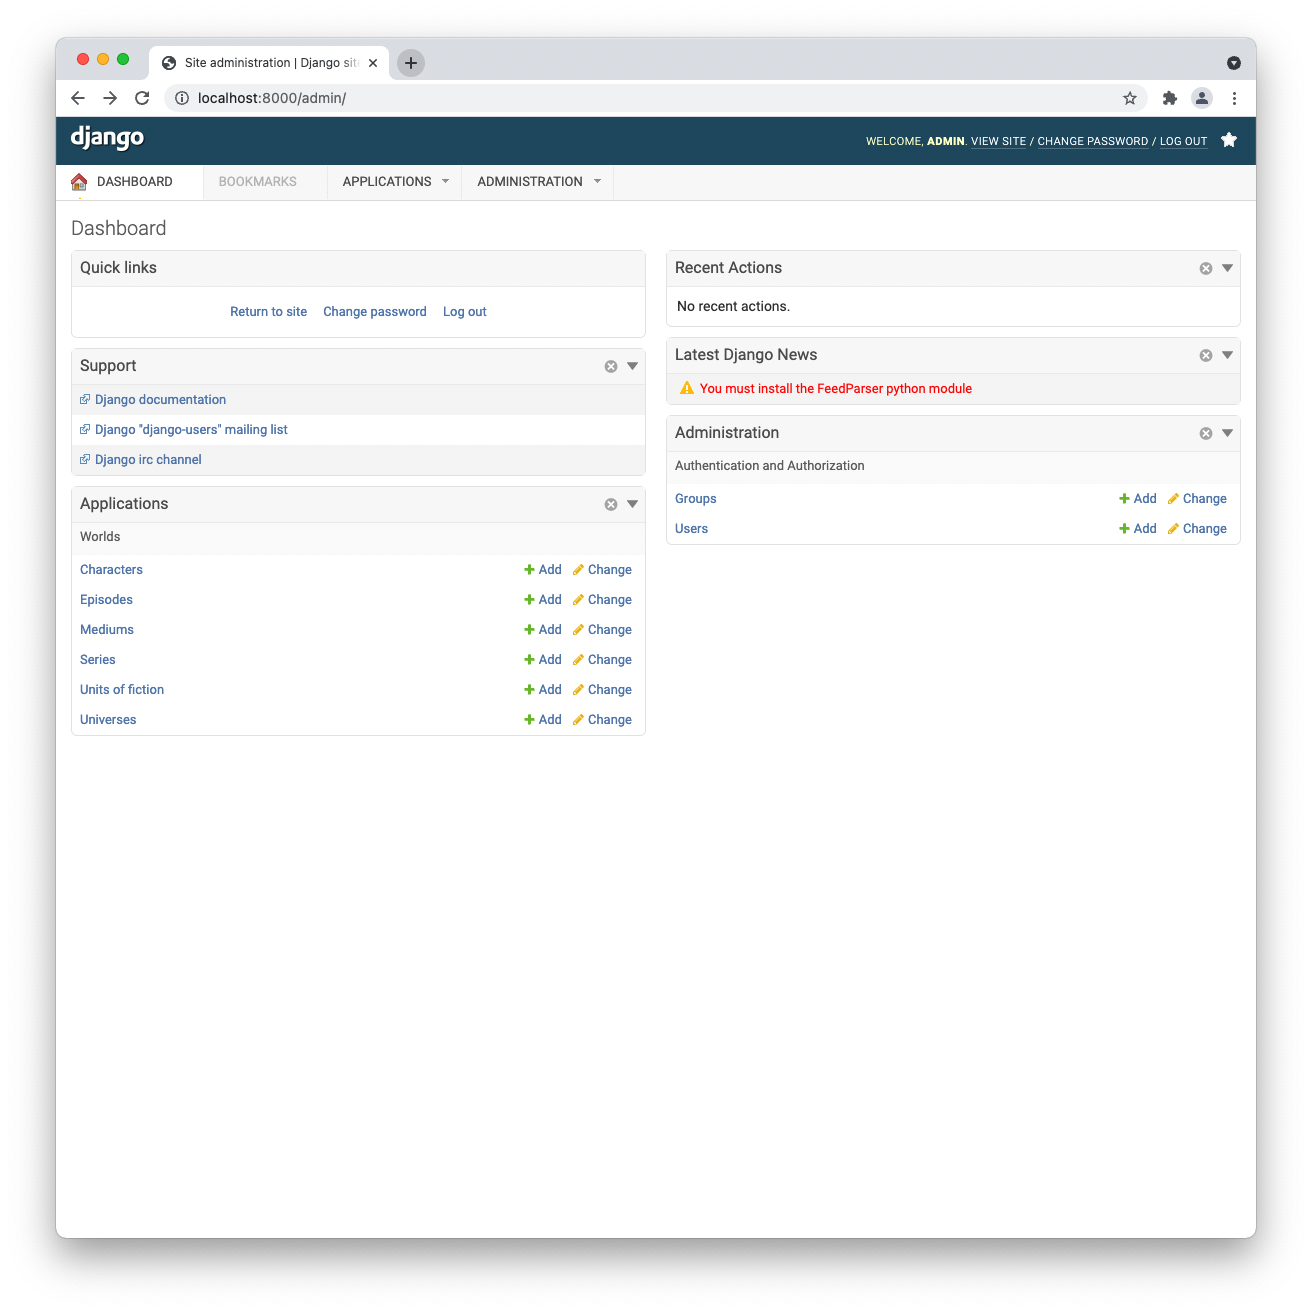 Site administration | Django sit
localhost:8000/admin/
django
WELCOME, ADMIN. VIEW SITE / CHANGE PASSWORD / LOG OUT
DASHBOARD BOOKMARKS APPLICATIONS ADMINISTRATION
Dashboard
Quick links
Return to site Change password Log out
Support
Django documentation
Django "django-users" mailing list
Django irc channel
Applications
Worlds
Characters Add Change
Episodes Add Change
Mediums Add Change
Series Add Change
Units of fiction Add Change
Universes Add Change
Recent Actions
No recent actions.
Latest Django News
You must install the FeedParser python module
Administration
Authentication and Authorization
Groups Add Change
Users Add Change